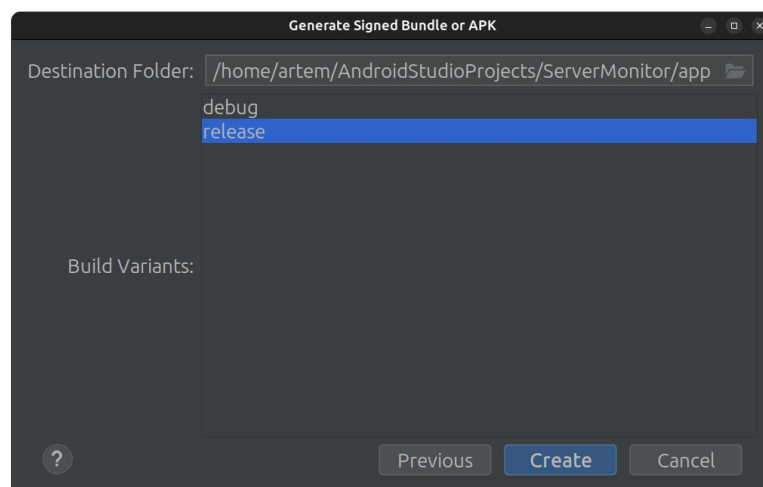 Generate Signed Bundle or APK
Destination Folder: /home/artem/AndroidStudioProjects/ServerMonitor/app
debug
release
Build Variants:
?
Previous Create Cancel